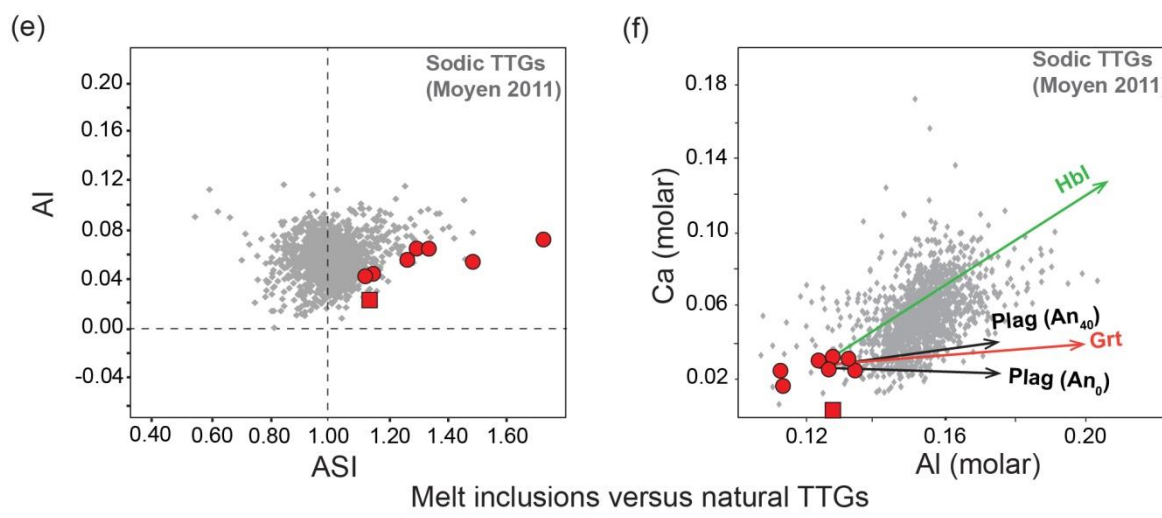 (e)
Sodic TTGs
(Moyen 2011)
0.20
0.16
0.12
0.08
0.04
0.00
-0.04
AI
0.40
0.60
0.80
1.00
1.20
1.40
1.60
ASI
(f)
Sodic TTGs
(Moyen 2011)
0.18
0.14
0.10
0.06
0.02
Ca (molar)
Hbl
Plag (An₄₀)
Grt
Plag (An₀)
0.12
0.16
0.20
Al (molar)
Melt inclusions versus natural TTGs